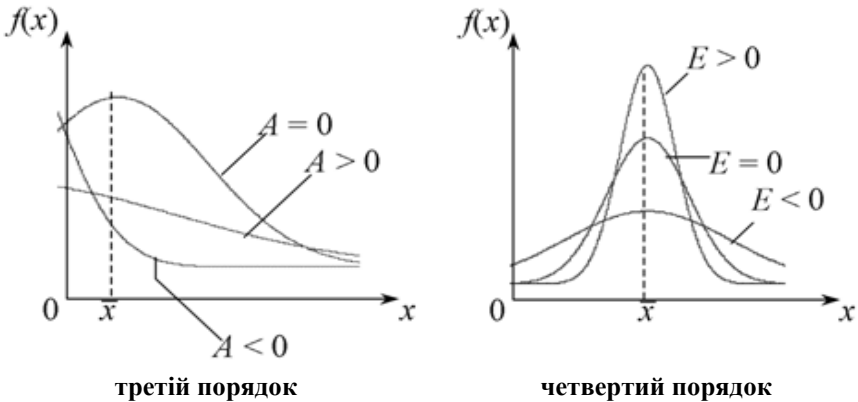 f(x)
A = 0
A > 0
0
x̅
x
A < 0
третій порядок
f(x)
E > 0
E = 0
E < 0
0
x̅
x
четвертий порядок